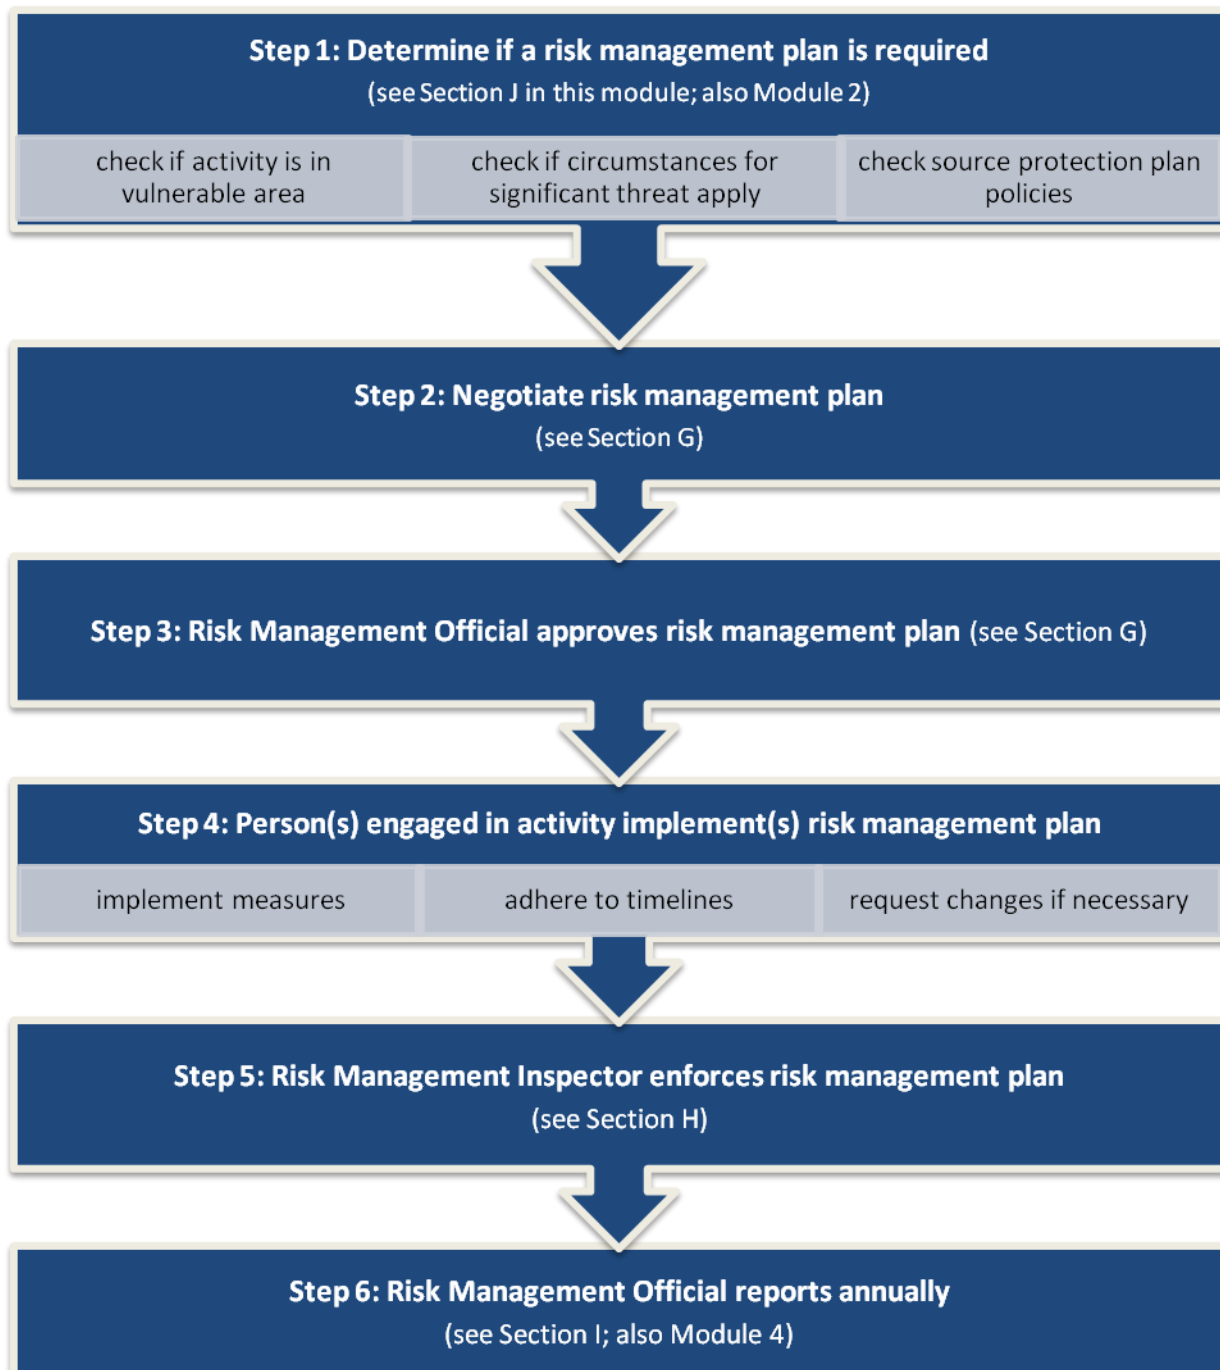 Step 1: Determine if a risk management plan is required
(see Section J in this module; also Module 2)
check if activity is in
vulnerable area
check if circumstances for
significant threat apply
check source protection plan
policies
Step 2: Negotiate risk management plan
(see Section G)
Step 3: Risk Management Official approves risk management plan (see Section G)
Step 4: Person(s) engaged in activity implement(s) risk management plan
implement measures
adhere to timelines
request changes if necessary
Step 5: Risk Management Inspector enforces risk management plan
(see Section H)
Step 6: Risk Management Official reports annually
(see Section I; also Module 4)